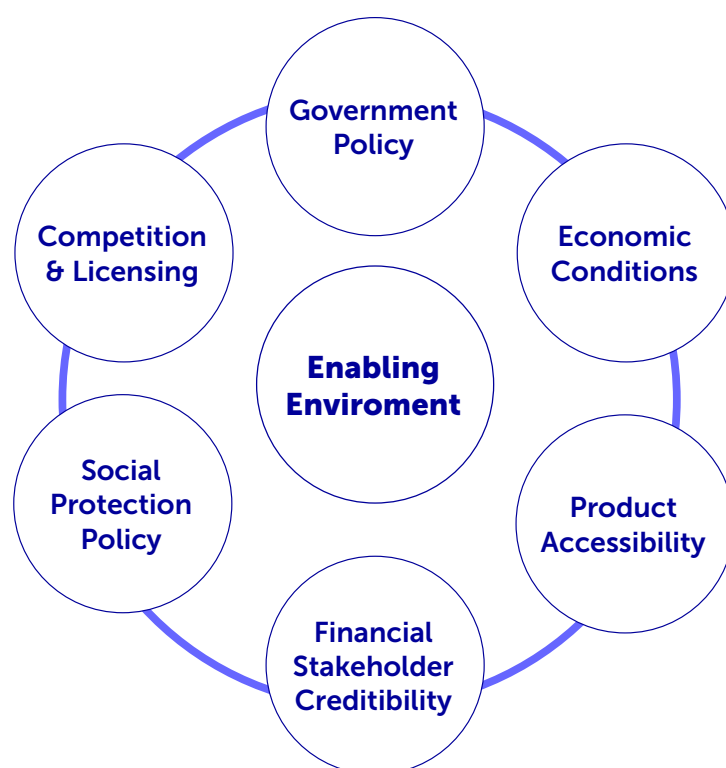 Government
Policy
Economic
Conditions
Product
Accessibility
Financial
Stakeholder
Creditibility
Social
Protection
Policy
Competition
& Licensing
Enabling
Enviroment